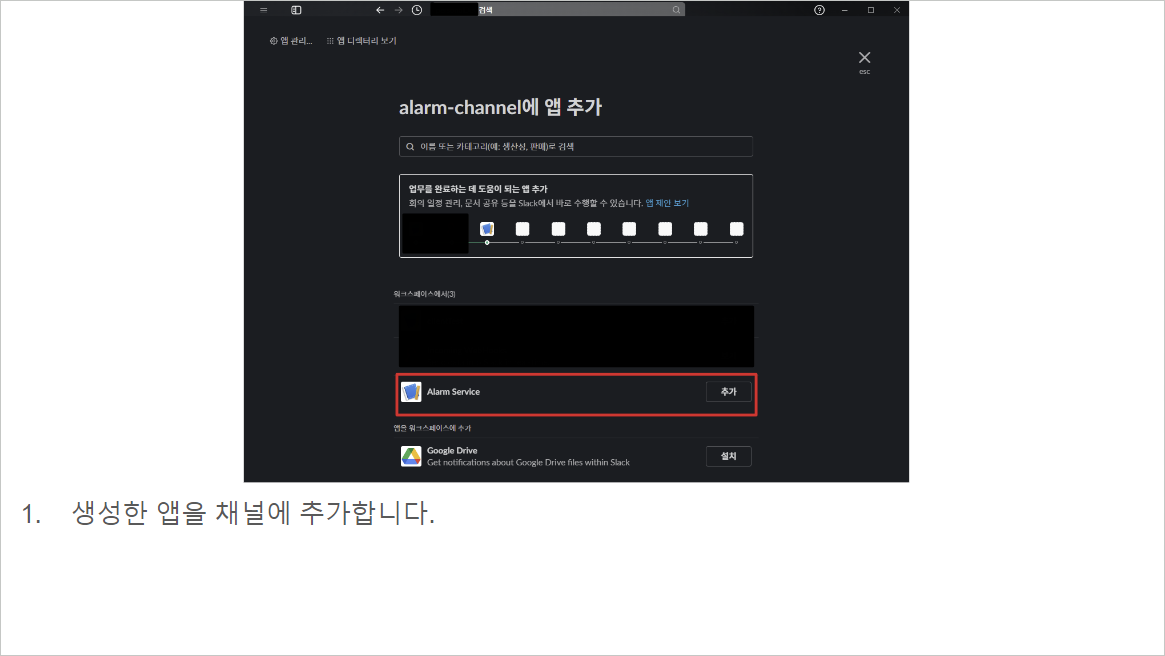 검색
앱 관리...
앱 디렉터리 보기
esc
alarm-channel에 앱 추가
이름 또는 카테고리(예: 생산성, 판매)로 검색
업무를 완료하는 데 도움이 되는 앱 추가
회의 일정 관리, 문서 공유 등을 Slack에서 바로 수행할 수 있습니다. 앱 제안 보기
워크스페이스에서(3)
Alarm Service
추가
앱을 워크스페이스에 추가
Google Drive
Get notifications about Google Drive files within Slack
설치
1. 생성한 앱을 채널에 추가합니다.